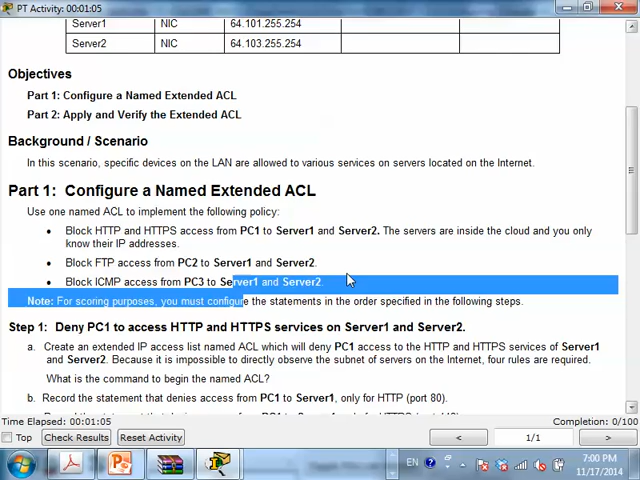 PT Activity: 00:01:05
Server1 NIC 64.101.255.254
Server2 NIC 64.103.255.254
Objectives
Part 1: Configure a Named Extended ACL
Part 2: Apply and Verify the Extended ACL
Background / Scenario
In this scenario, specific devices on the LAN are allowed to various services on servers located on the Internet.
Part 1: Configure a Named Extended ACL
Use one named ACL to implement the following policy:
• Block HTTP and HTTPS access from PC1 to Server1 and Server2. The servers are inside the cloud and you only
know their IP addresses.
• Block FTP access from PC2 to Server1 and Server2.
• Block ICMP access from PC3 to Server1 and Server2.
Note: For scoring purposes, you must configure the statements in the order specified in the following steps.
Step 1: Deny PC1 to access HTTP and HTTPS services on Server1 and Server2.
a. Create an extended IP access list named ACL which will deny PC1 access to the HTTP and HTTPS services of Server1
and Server2. Because it is impossible to directly observe the subnet of servers on the Internet, four rules are required.
What is the command to begin the named ACL?
b. Record the statement that denies access from PC1 to Server1, only for HTTP (port 80).
Time Elapsed: 00:01:05 Completion: 0/100
Top Check Results Reset Activity < 1/1 >
EN 7:00 PM
11/17/2014